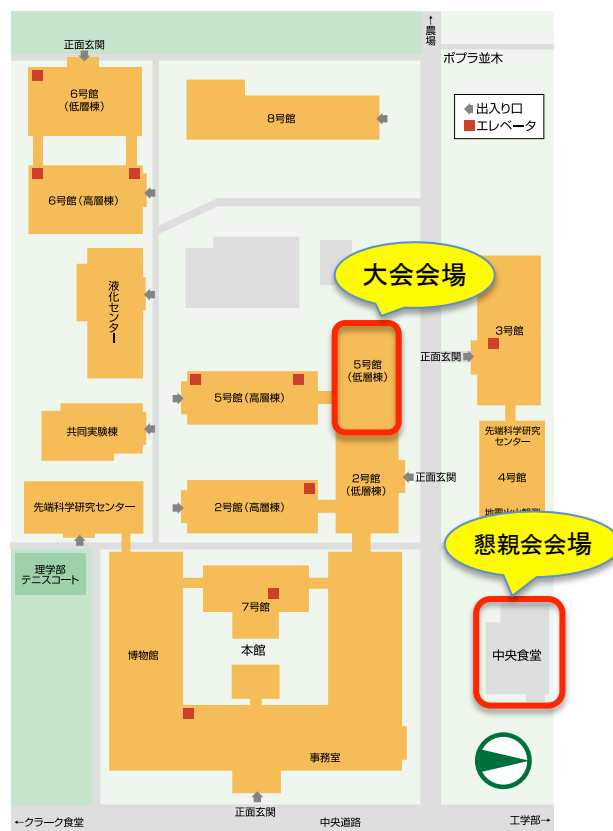 ←農場
正面玄関
ポプラ並木
6号館
(低層棟)
8号館
出入り口
エレベータ
6号館(高層棟)
大会会場
液化センター
3号館
正面玄関
5号館
(低層棟)
5号館(高層棟)
共同実験棟
先端科学研究
センター
4号館
2号館
(低層棟)
正面玄関
先端科学研究センター
2号館(高層棟)
懇親会会場
理学部
テニスコート
7号館
博物館
本館
中央食堂
事務室
正面玄関
←クラーク食堂
中央道路
工学部→